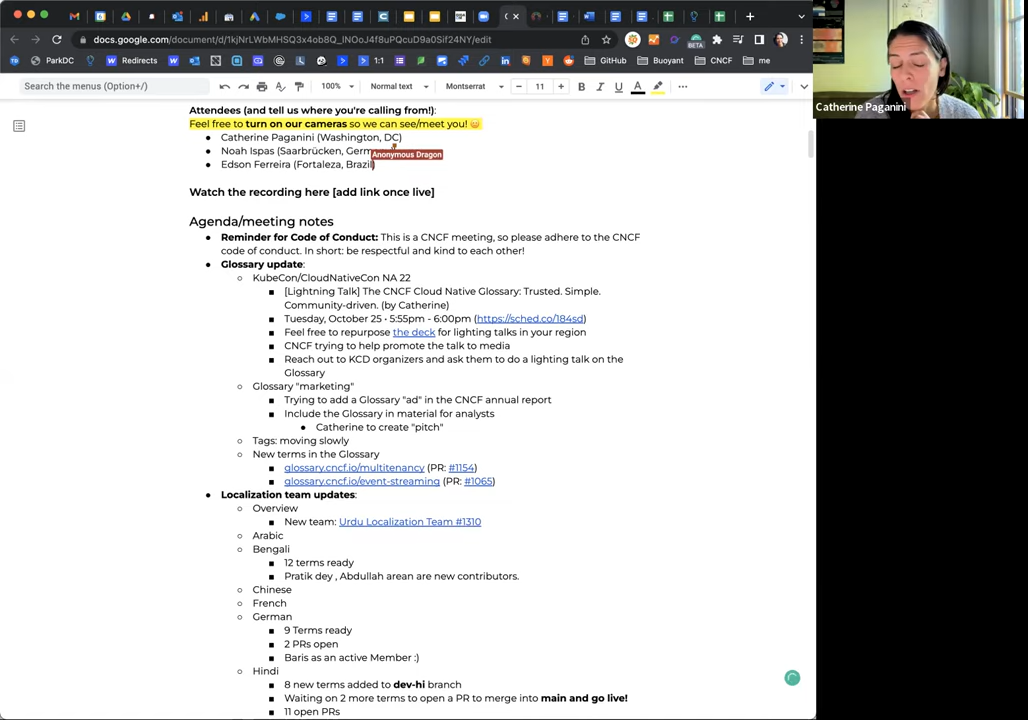 docs.google.com/document/d/1kjNrLWbMHSQ3x4ob8Q_lNOoJ4f8uPQcuD9a0Sif24NY/edit
ParkDC
Redirects
1:1
GitHub
Buoyant
CNCF
me
BETA
Search the menus (Option+/)
100%
Normal text
Montserrat
11
B I U A
Catherine Paganini
Attendees (and tell us where you're calling from!):
Feel free to turn on our cameras so we can see/meet you! 😊
Catherine Paganini (Washington, DC)
Noah Ispas (Saarbrücken, Germ
Anonymous Dragon
Edson Ferreira (Fortaleza, Brazil)
Watch the recording here [add link once live]
Agenda/meeting notes
Reminder for Code of Conduct: This is a CNCF meeting, so please adhere to the CNCF
code of conduct. In short: be respectful and kind to each other!
Glossary update:
KubeCon/CloudNativeCon NA 22
[Lightning Talk] The CNCF Cloud Native Glossary: Trusted. Simple.
Community-driven. (by Catherine)
Tuesday, October 25 • 5:55pm - 6:00pm (https://sched.co/184sd)
Feel free to repurpose the deck for lighting talks in your region
CNCF trying to help promote the talk to media
Reach out to KCD organizers and ask them to do a lighting talk on the
Glossary
Glossary "marketing"
Trying to add a Glossary "ad" in the CNCF annual report
Include the Glossary in material for analysts
Catherine to create "pitch"
Tags: moving slowly
New terms in the Glossary
glossary.cncf.io/multitenancy (PR: #1154)
glossary.cncf.io/event-streaming (PR: #1065)
Localization team updates:
Overview
New team: Urdu Localization Team #1310
Arabic
Bengali
12 terms ready
Pratik dey , Abdullah arean are new contributors.
Chinese
French
German
9 Terms ready
2 PRs open
Baris as an active Member :)
Hindi
8 new terms added to dev-hi branch
Waiting on 2 more terms to open a PR to merge into main and go live!
11 open PRs